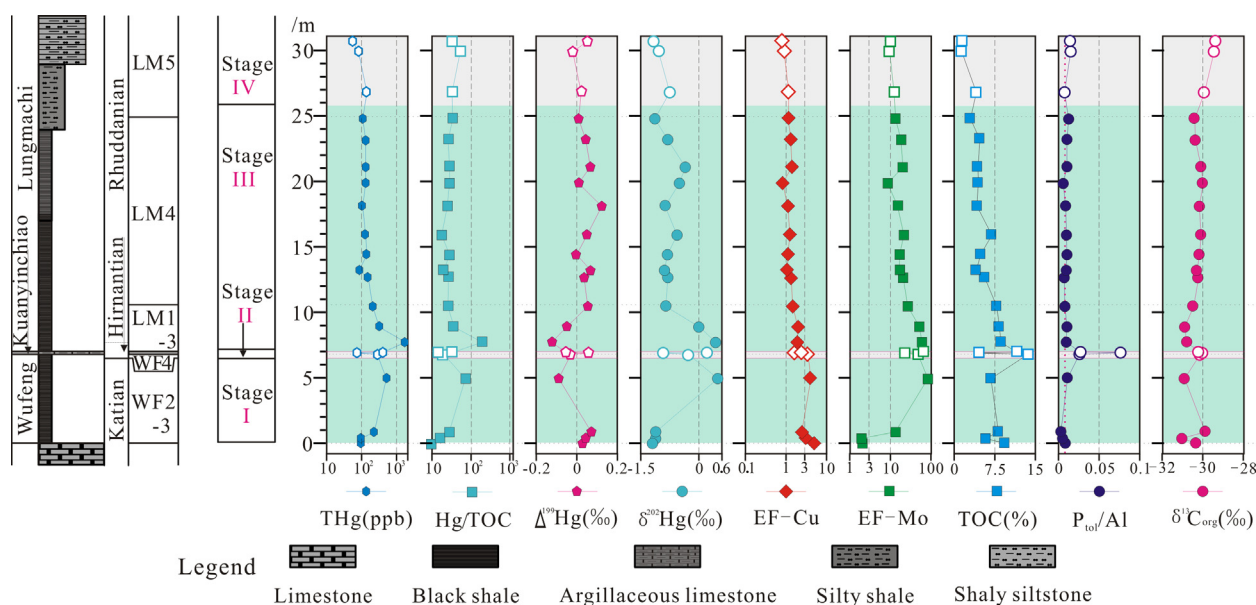 /m
30
25
20
15
10
5
0
Lungmachi
Kuanyinchiao
Wufeng
Rhuddanian
Hirnantian
Katian
LM5
LM4
LM1
-3
WF4
WF2
-3
Stage
IV
Stage
III
Stage
II
Stage
I
10² 10³
10 10² 10³
-0.2 0 0.2
-1.5 0 0.6
1 3 10
1 3 10 100
0 7.5 15
0 0.05 0.1
-32 -30 -28
THg(ppb) Hg/TOC Δ¹⁹⁹Hg(‰) δ²⁰²Hg(‰) EF-Cu EF-Mo TOC(%) Pₜₒₗ/Al δ¹³Cₒᵣg(‰)
Legend
Limestone Black shale Argillaceous limestone Silty shale Shaly siltstone